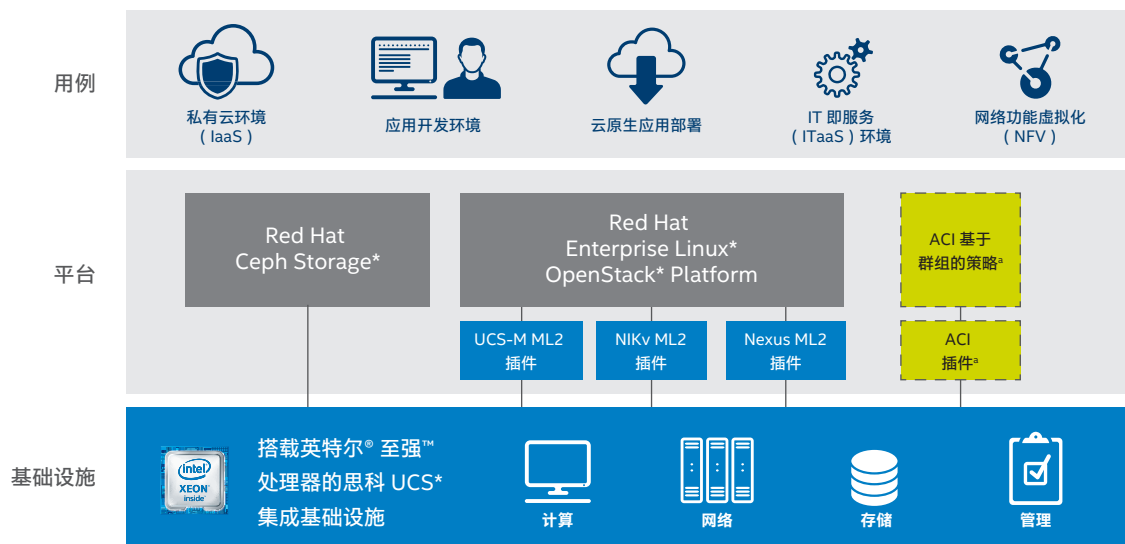 用例
私有云环境
( IaaS )
应用开发环境
云原生应用部署
IT 即服务
( ITaaS ) 环境
网络功能虚拟化
( NFV )
平台
Red Hat
Ceph Storage*
Red Hat
Enterprise Linux*
OpenStack* Platform
ACI 基于
群组的策略ᵃ
UCS-M ML2
插件
NIKv ML2
插件
Nexus ML2
插件
ACI
插件ᵃ
基础设施
intel
XEON
inside
搭载英特尔® 至强™
处理器的思科 UCS*
集成基础设施
计算
网络
存储
管理